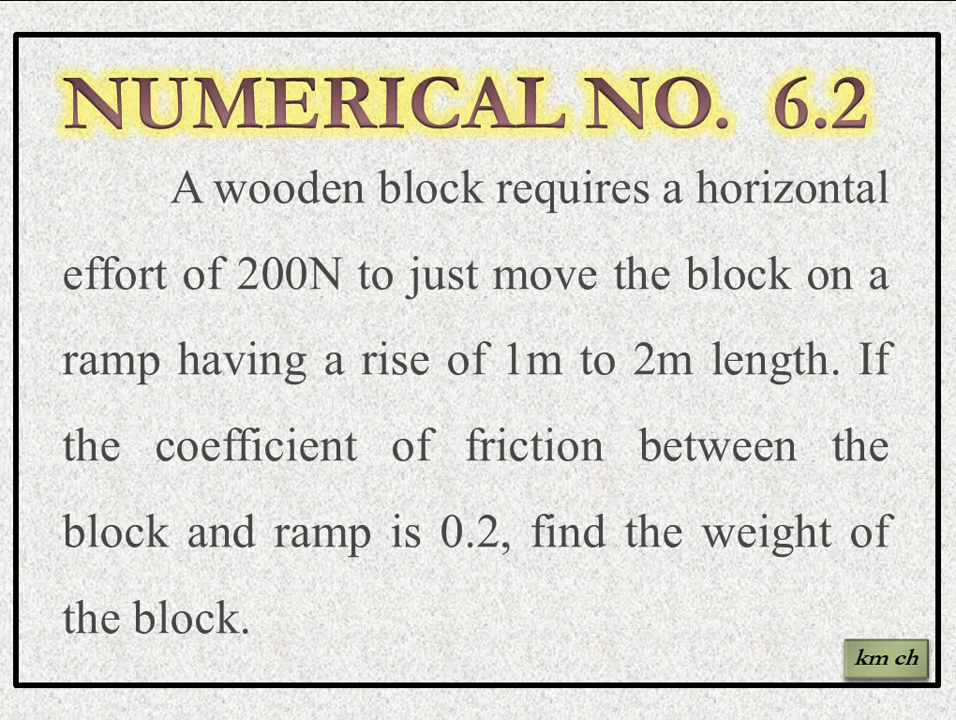 NUMERICAL NO. 6.2
A wooden block requires a horizontal
effort of 200N to just move the block on a
ramp having a rise of 1m to 2m length. If
the coefficient of friction between the
block and ramp is 0.2, find the weight of
the block.
km ch